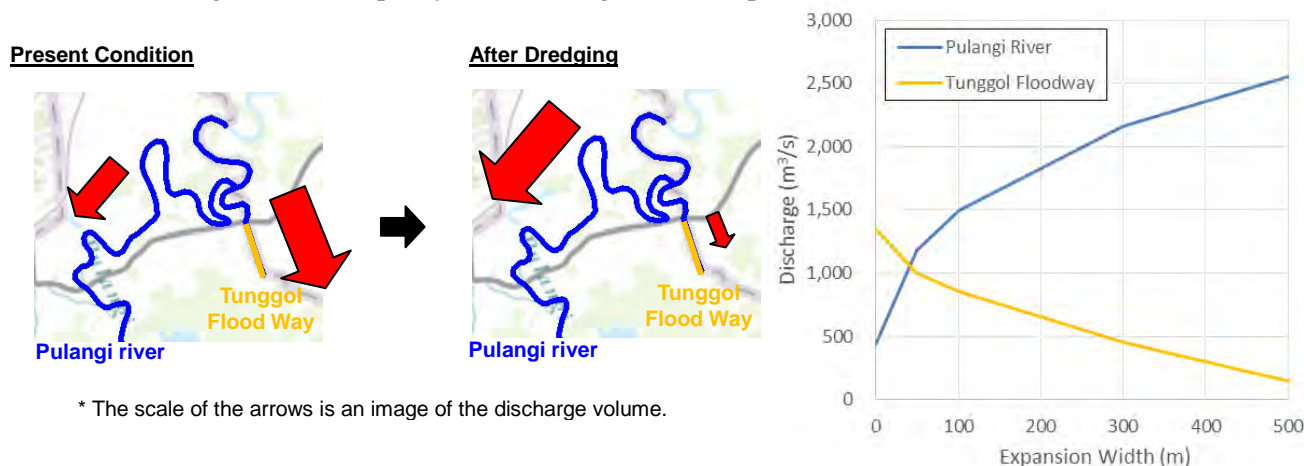 Present Condition
After Dredging
Tunggol
Flood Way
Pulangi river
Tunggol
Flood Way
Pulangi river
* The scale of the arrows is an image of the discharge volume.
Pulangi River
Tunggol Floodway
Discharge (m³/s)
3,000
2,500
2,000
1,500
1,000
500
0
0 100 200 300 400 500
Expansion Width (m)